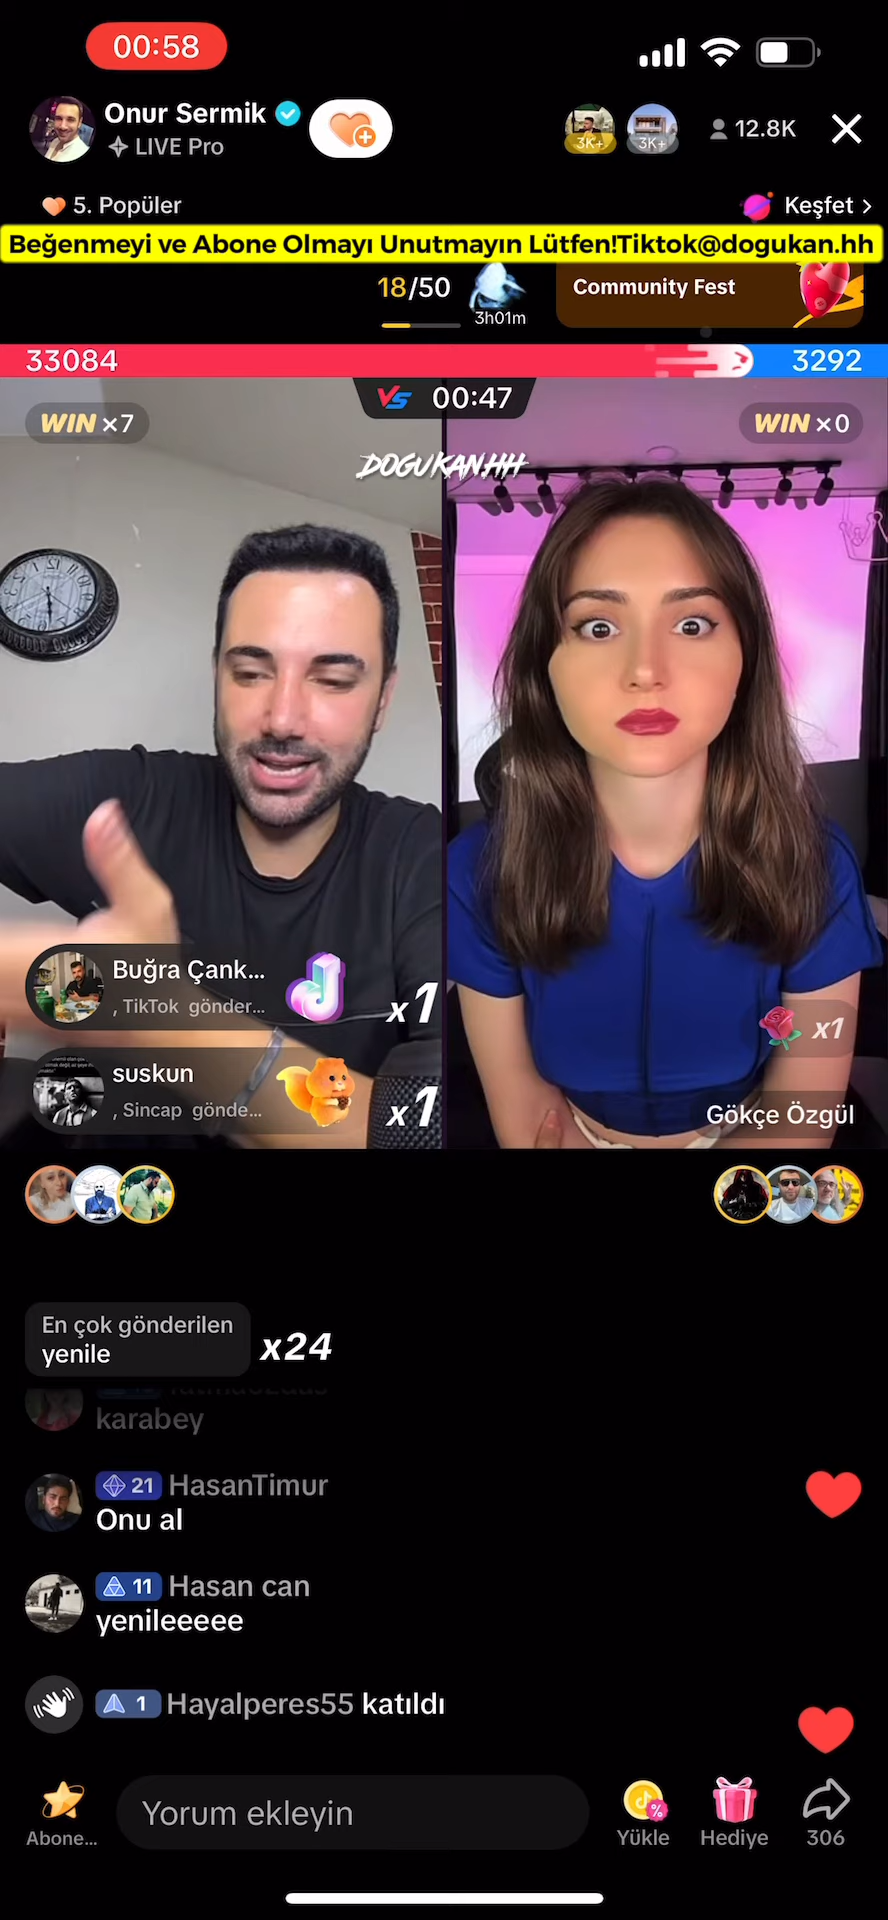 00:58
Onur Sermik
LIVE Pro
3K+
3K+
12.8K
5. Popüler
Keşfet >
Beğenmeyi ve Abone Olmayı Unutmayın Lütfen!Tiktok@dogukan.hh
18/50
3h01m
Community Fest
33084
3292
VS 00:47
WIN x7
WIN x0
DOGUKAN.HH
Buğra Çank...
, TikTok gönder...
x1
suskun
, Sincap gönde...
x1
x1
Gökçe Özgül
En çok gönderilen
yenile
x24
karabey
21 HasanTimur
Onu al
11 Hasan can
yenileeeee
1 Hayalperes55 katıldı
Abone...
Yorum ekleyin
Yükle
Hediye
306